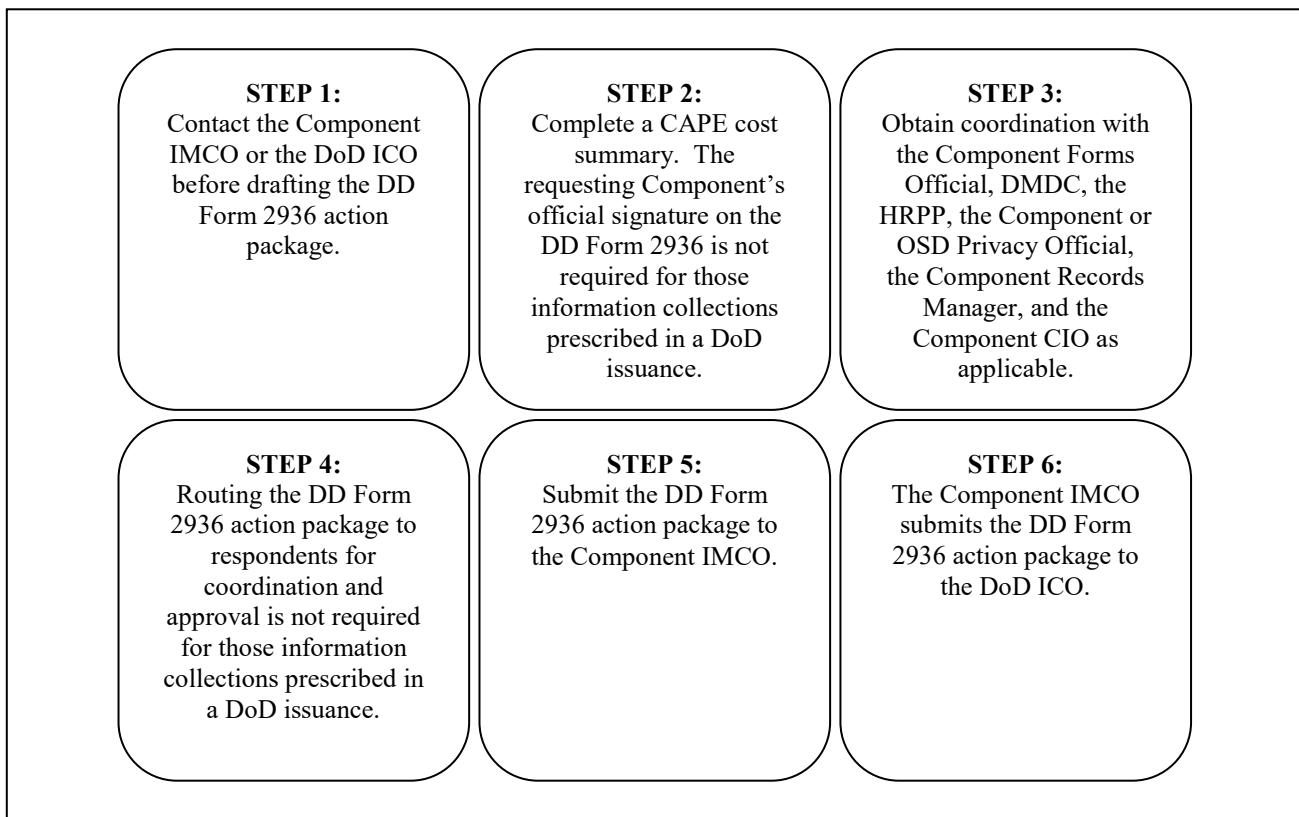 STEP 1:
Contact the Component
IMCO or the DoD ICO
before drafting the DD
Form 2936 action
package.
STEP 2:
Complete a CAPE cost
summary.  The
requesting Component’s
official signature on the
DD Form 2936 is not
required for those
information collections
prescribed in a DoD
issuance.
STEP 3:
Obtain coordination with
the Component Forms
Official, DMDC, the
HRPP, the Component or
OSD Privacy Official,
the Component Records
Manager, and the
Component CIO as
applicable.
STEP 4:
Routing the DD Form
2936 action package to
respondents for
coordination and
approval is not required
for those information
collections prescribed in
a DoD issuance.
STEP 5:
Submit the DD Form
2936 action package to
the Component IMCO.
STEP 6:
The Component IMCO
submits the DD Form
2936 action package to
the DoD ICO.